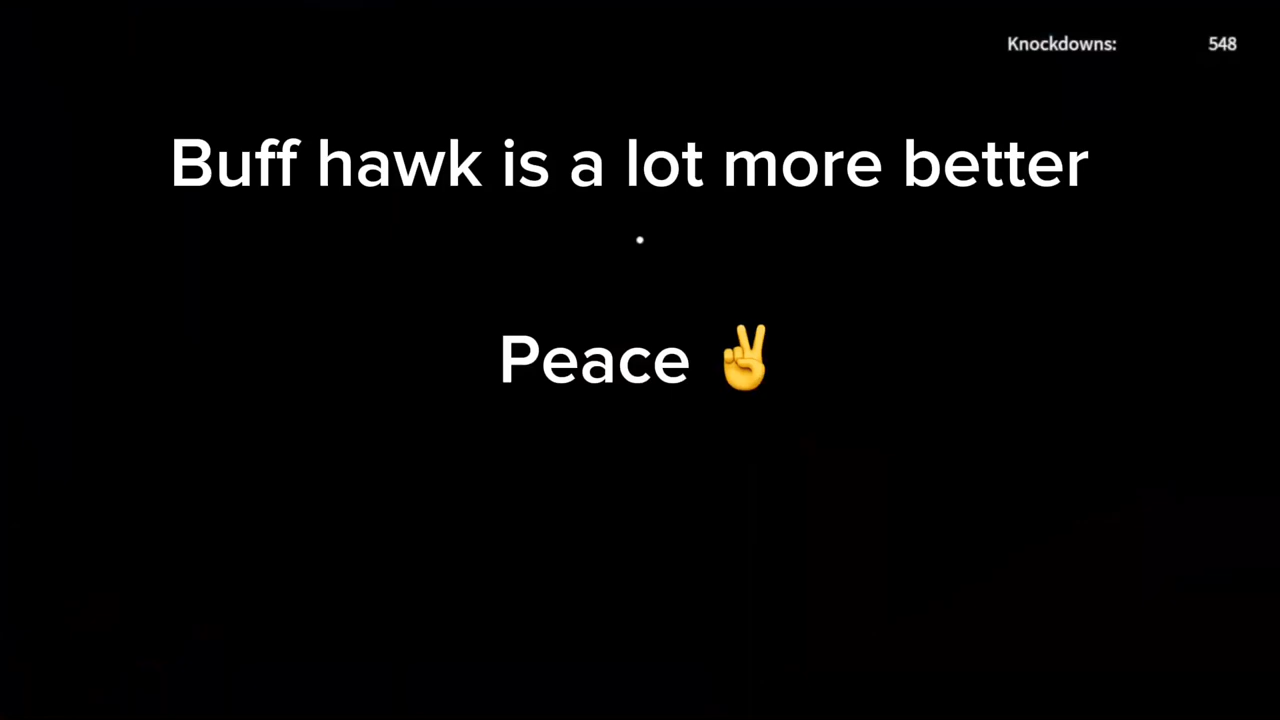 Knockdowns: 548
Buff hawk is a lot more better
Peace ✌️